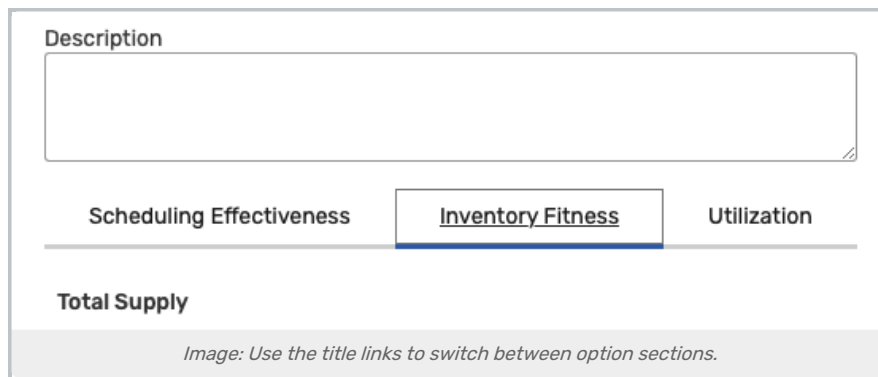 Description
Scheduling Effectiveness Inventory Fitness Utilization
Total Supply
Image: Use the title links to switch between option sections.